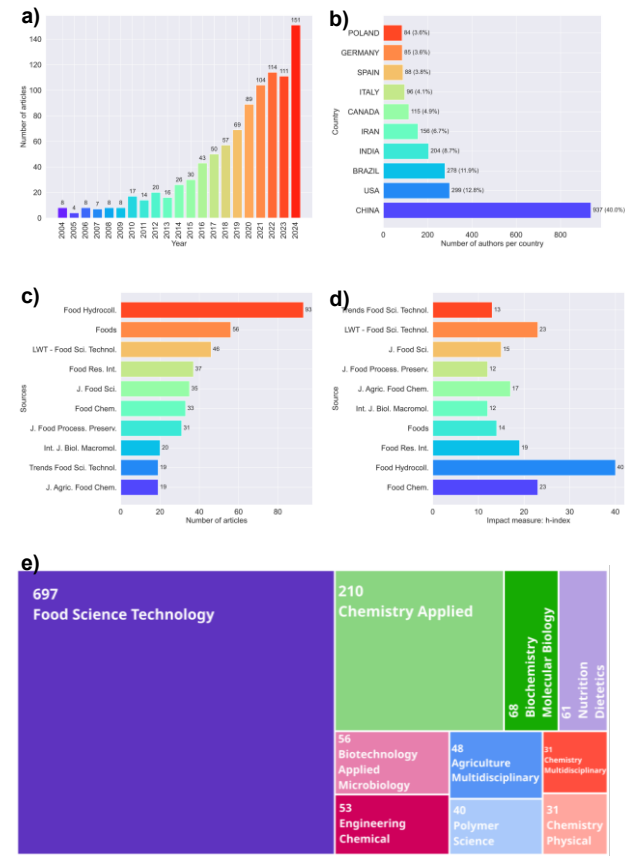 a)
Number of articles
140
120
100
80
60
40
20
0
8
4
8
7
8
8
17
14
20
16
26
30
43
50
57
69
89
104
114
111
151
2004
2005
2006
2007
2008
2009
2010
2011
2012
2013
2014
2015
2016
2017
2018
2019
2020
2021
2022
2023
2024
Year
b)
Country
POLAND 84 (3.6%)
GERMANY 85 (3.6%)
SPAIN 88 (3.8%)
ITALY 96 (4.1%)
CANADA 115 (4.9%)
IRAN 156 (6.7%)
INDIA 204 (8.7%)
BRAZIL 278 (11.9%)
USA 299 (12.8%)
CHINA 937 (40.0%)
0 200 400 600 800
Number of authors per country
c)
Sources
Food Hydrocoll. 93
Foods 56
LWT - Food Sci. Technol. 46
Food Res. Int. 37
J. Food Sci. 35
Food Chem. 33
J. Food Process. Preserv. 31
Int. J. Biol. Macromol. 20
Trends Food Sci. Technol. 19
J. Agric. Food Chem. 19
0 20 40 60 80
Number of articles
d)
Source
Trends Food Sci. Technol. 13
LWT - Food Sci. Technol. 23
J. Food Sci. 15
J. Food Process. Preserv. 12
J. Agric. Food Chem. 17
Int. J. Biol. Macromol. 12
Foods 14
Food Res. Int. 19
Food Hydrocoll. 40
Food Chem. 23
0 10 20 30 40
Impact measure: h-index
e)
697
Food Science Technology
210
Chemistry Applied
68
Biochemistry
Molecular Biology
61
Nutrition
Dietetics
56
Biotechnology
Applied
Microbiology
48
Agriculture
Multidisciplinary
31
Chemistry
Multidisciplinary
53
Engineering
Chemical
40
Polymer
Science
31
Chemistry
Physical